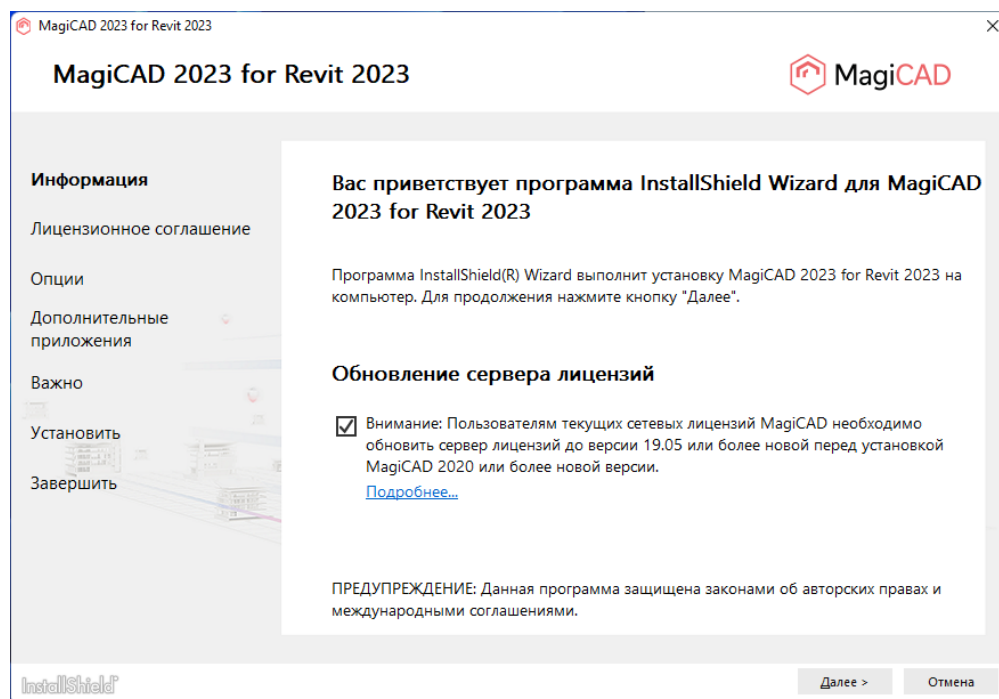 MagiCAD 2023 for Revit 2023
MagiCAD 2023 for Revit 2023
MagiCAD
Информация
Лицензионное соглашение
Опции
Дополнительные
приложения
Важно
Установить
Завершить
Вас приветствует программа InstallShield Wizard для MagiCAD
2023 for Revit 2023
Программа InstallShield(R) Wizard выполнит установку MagiCAD 2023 for Revit 2023 на
компьютер. Для продолжения нажмите кнопку "Далее".
Обновление сервера лицензий
Внимание: Пользователям текущих сетевых лицензий MagiCAD необходимо
обновить сервер лицензий до версии 19.05 или более новой перед установкой
MagiCAD 2020 или более новой версии.
Подробнее...
ПРЕДУПРЕЖДЕНИЕ: Данная программа защищена законами об авторских правах и
международными соглашениями.
InstallShield
Далее >
Отмена